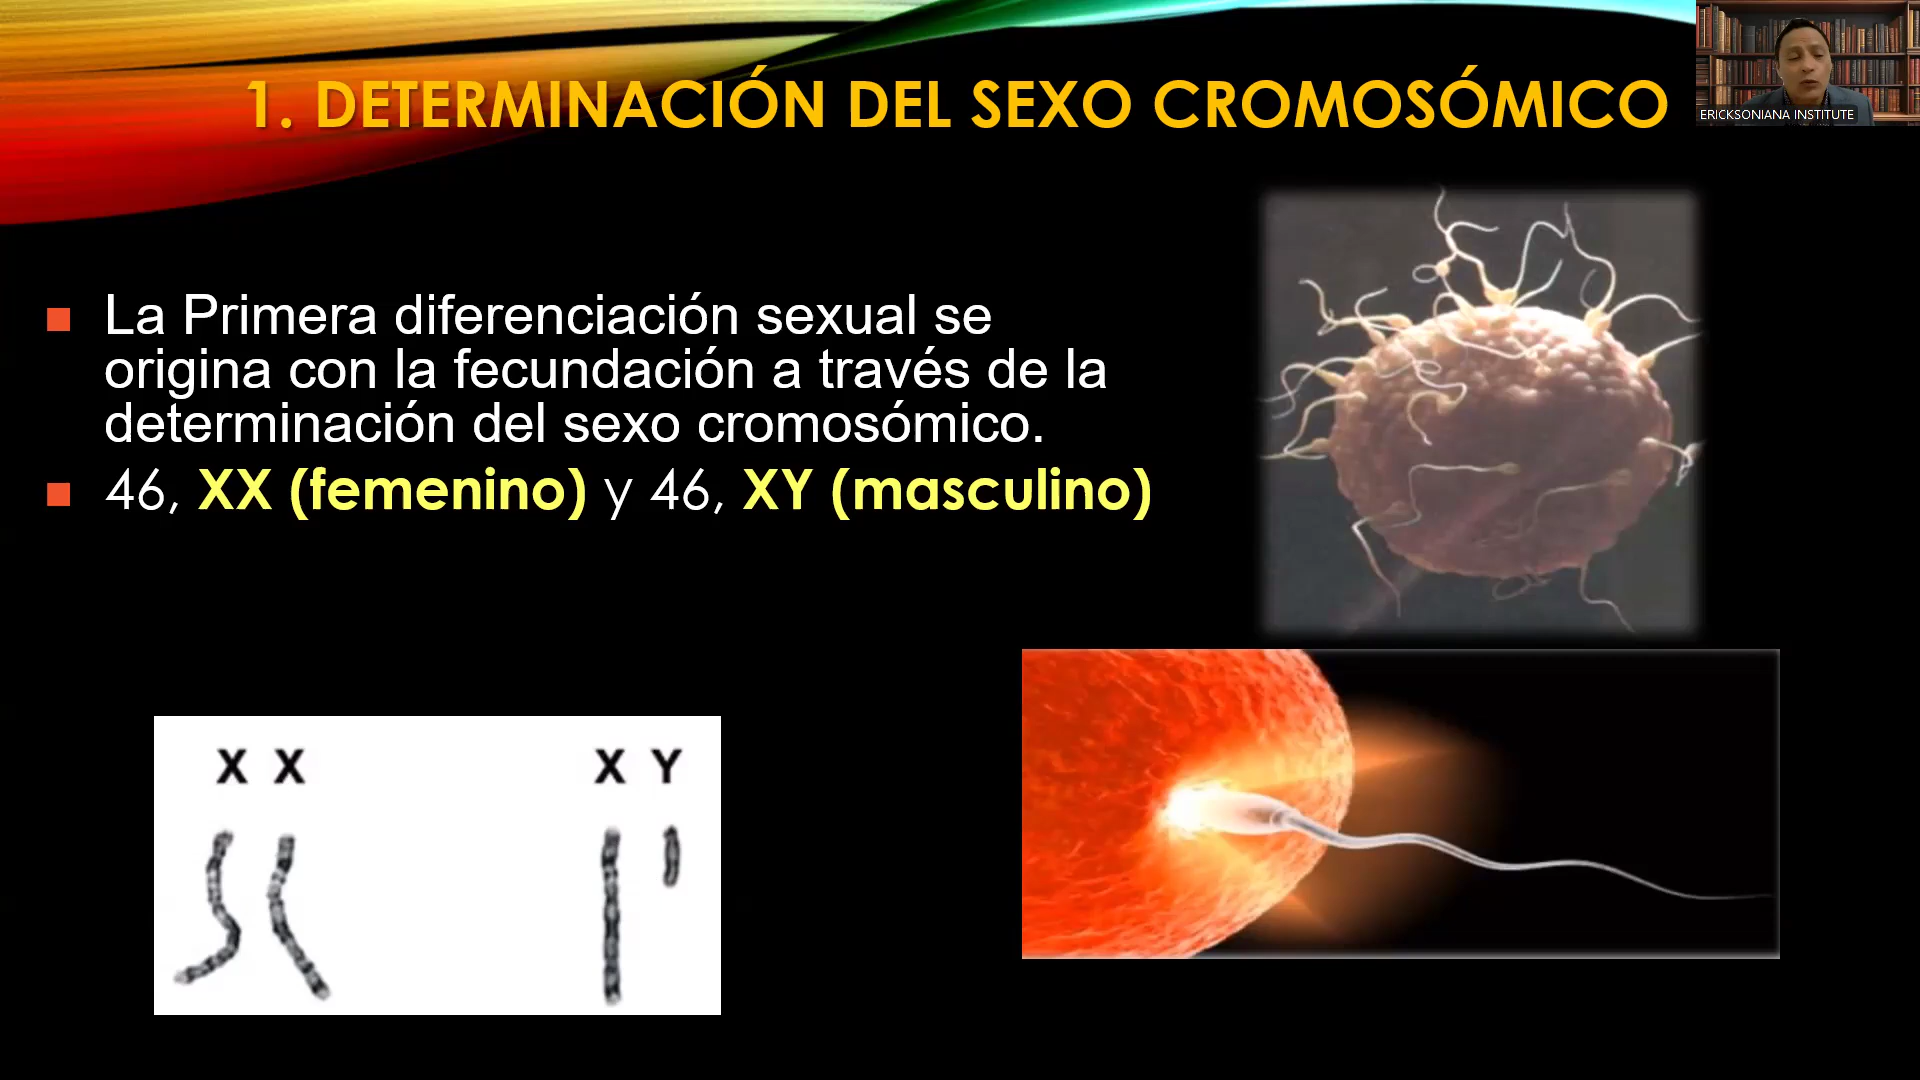 1. DETERMINACIÓN DEL SEXO CROMOSÓMICO
ERICKSONIANA INSTITUTE
La Primera diferenciación sexual se
origina con la fecundación a través de la
determinación del sexo cromosómico.
46, XX (femenino) y 46, XY (masculino)
X X X Y